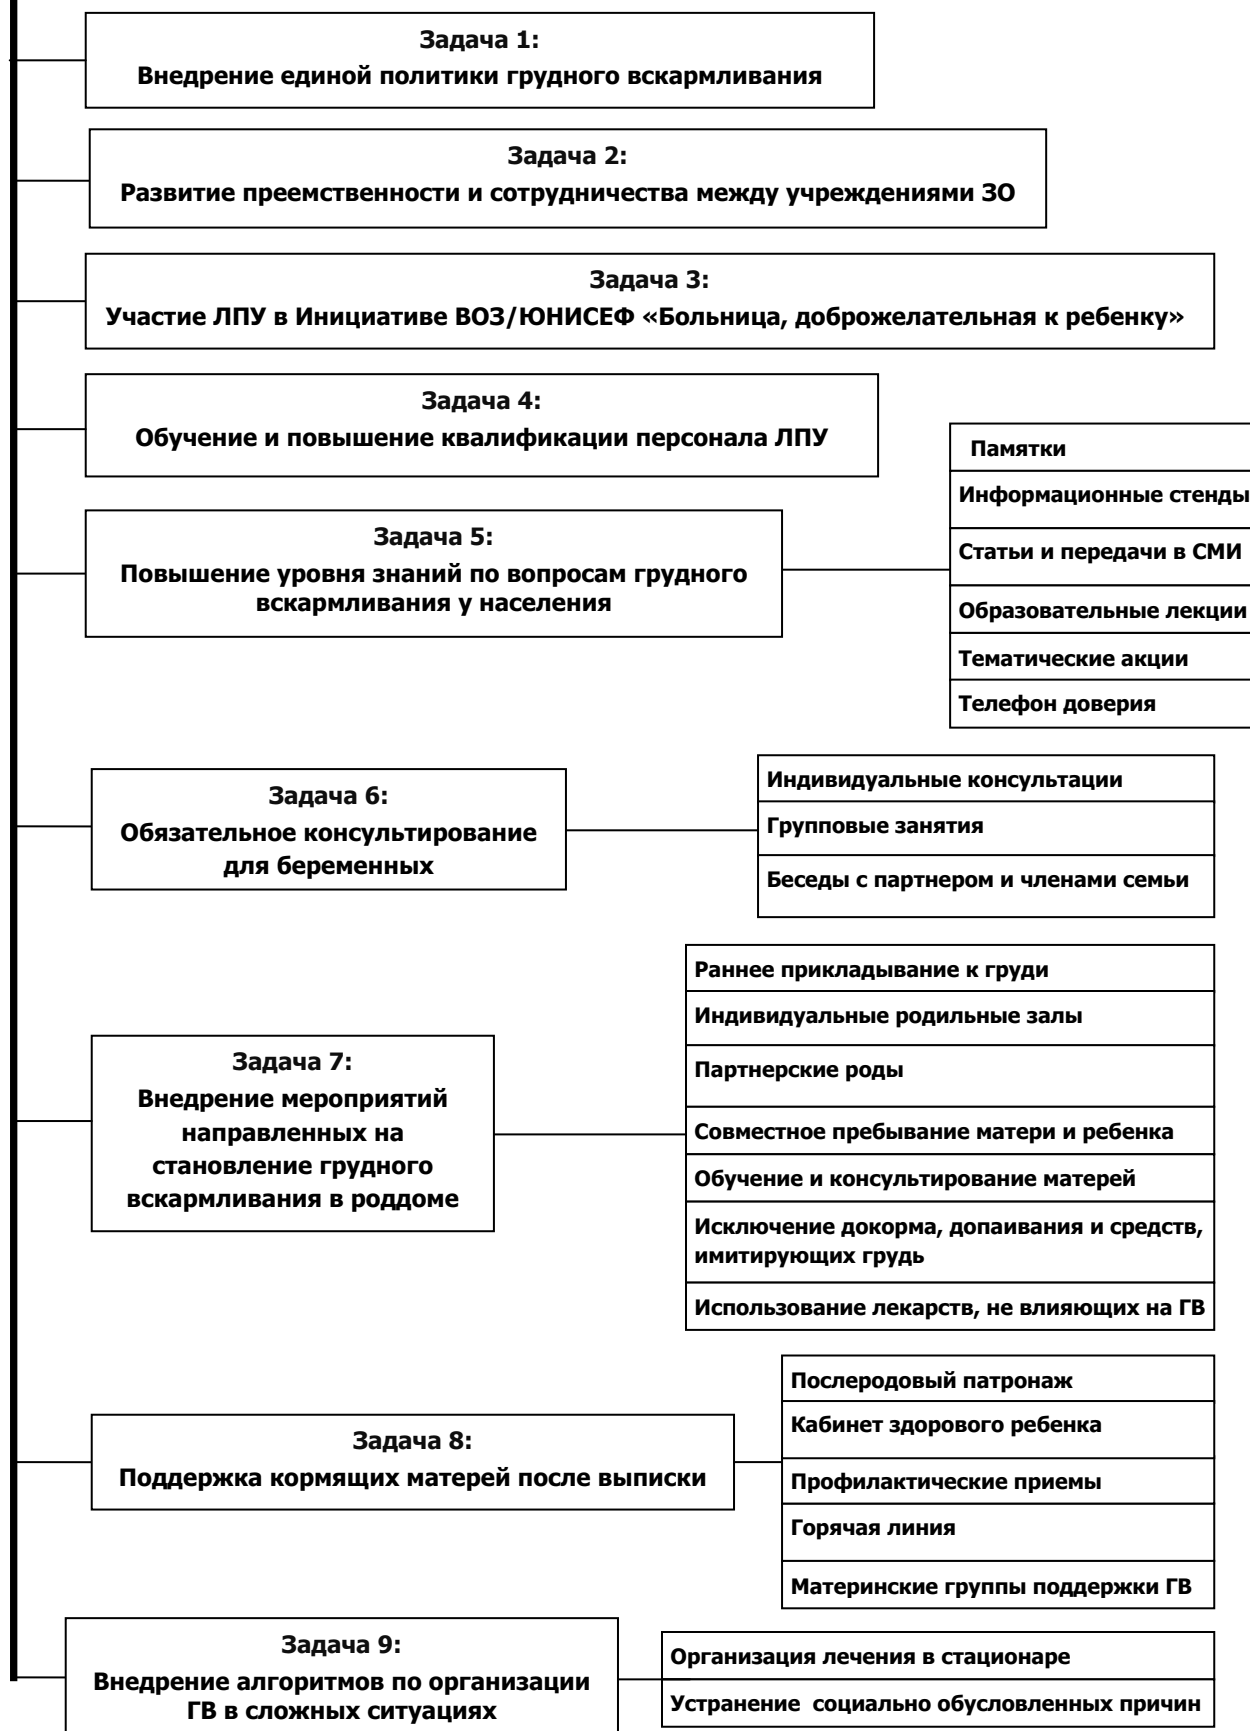 Задача 1:
Внедрение единой политики грудного вскармливания
Задача 2:
Развитие преемственности и сотрудничества между учреждениями ЗО
Задача 3:
Участие ЛПУ в Инициативе ВОЗ/ЮНИСЕФ «Больница, доброжелательная к ребенку»
Задача 4:
Обучение и повышение квалификации персонала ЛПУ
Задача 5:
Повышение уровня знаний по вопросам грудного
вскармливания у населения
Памятки
Информационные стенды
Статьи и передачи в СМИ
Образовательные лекции
Тематические акции
Телефон доверия
Задача 6:
Обязательное консультирование
для беременных
Индивидуальные консультации
Групповые занятия
Беседы с партнером и членами семьи
Задача 7:
Внедрение мероприятий
направленных на
становление грудного
вскармливания в роддоме
Раннее прикладывание к груди
Индивидуальные родильные залы
Партнерские роды
Совместное пребывание матери и ребенка
Обучение и консультирование матерей
Исключение докорма, допаивания и средств,
имитирующих грудь
Использование лекарств, не влияющих на ГВ
Задача 8:
Поддержка кормящих матерей после выписки
Послеродовый патронаж
Кабинет здорового ребенка
Профилактические приемы
Горячая линия
Материнские группы поддержки ГВ
Задача 9:
Внедрение алгоритмов по организации
ГВ в сложных ситуациях
Организация лечения в стационаре
Устранение социально обусловленных причин